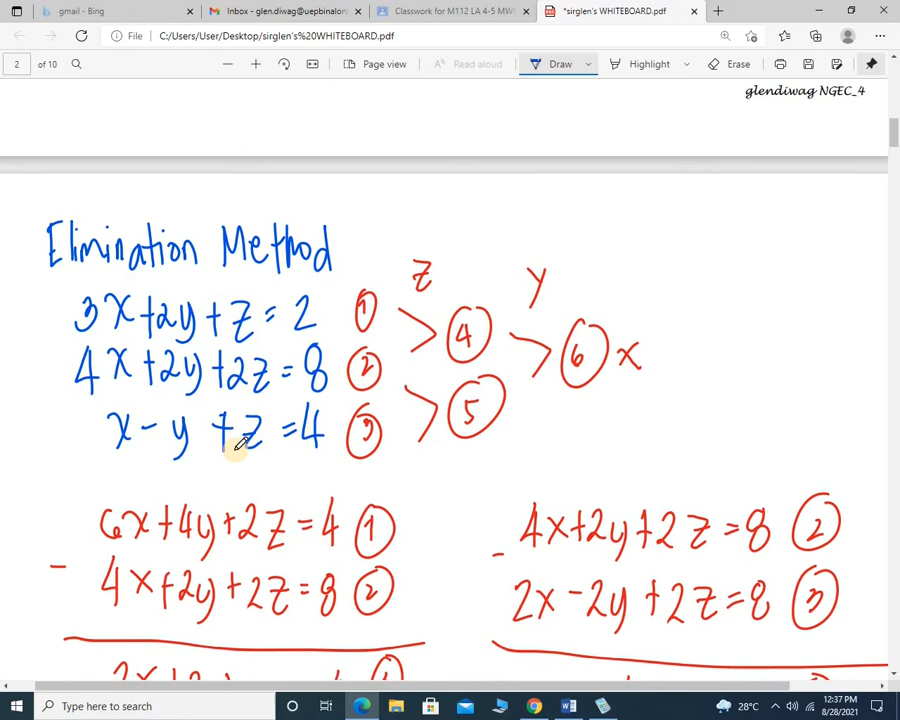 gmail - Bing
Inbox - glen.diwag@uepbinalon
Classwork for M112 LA 4-5 MWF
*sirglen's WHITEBOARD.pdf
File
C:/Users/User/Desktop/sirglen's%20WHITEBOARD.pdf
2 of 10
Page view
Read aloud
Draw
Highlight
Erase
glendiwag NGEC_4
Elimination Method
z
y
3x+2y+z=2 ①
4x+2y+2z=8 ②
x-y+z=4 ③
④
⑤
⑥ x
6x+4y+2z=4 ①
- 4x+2y+2z=8 ②
- 4x+2y+2z=8 ②
2x-2y+2z=8 ③
Type here to search
28°C
12:37 PM
8/28/2021